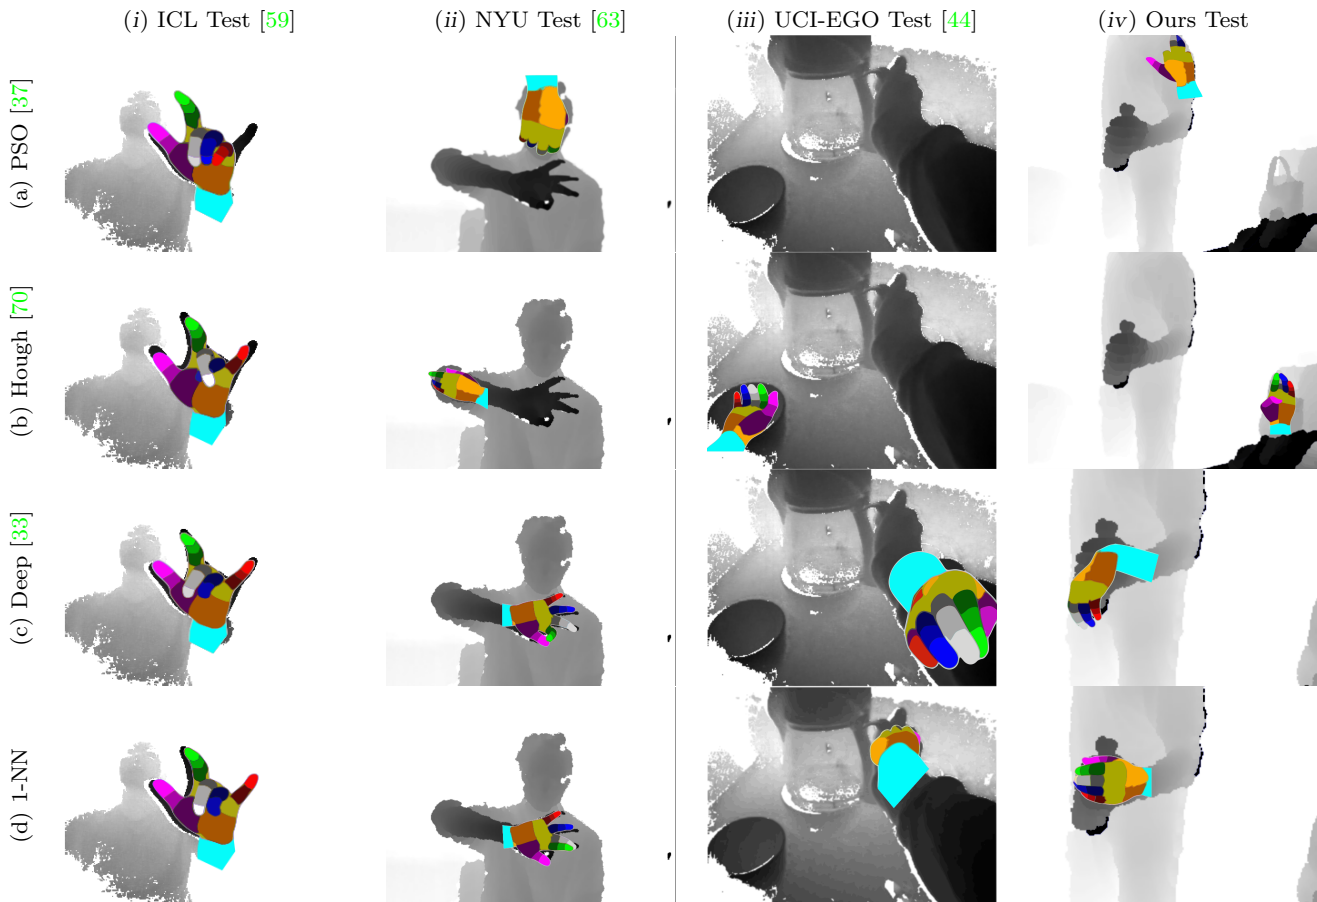 (i) ICL Test [59]
(ii) NYU Test [63]
(iii) UCI-EGO Test [44]
(iv) Ours Test
(a) PSO [37]
(b) Hough [70]
(c) Deep [33]
(d) 1-NN